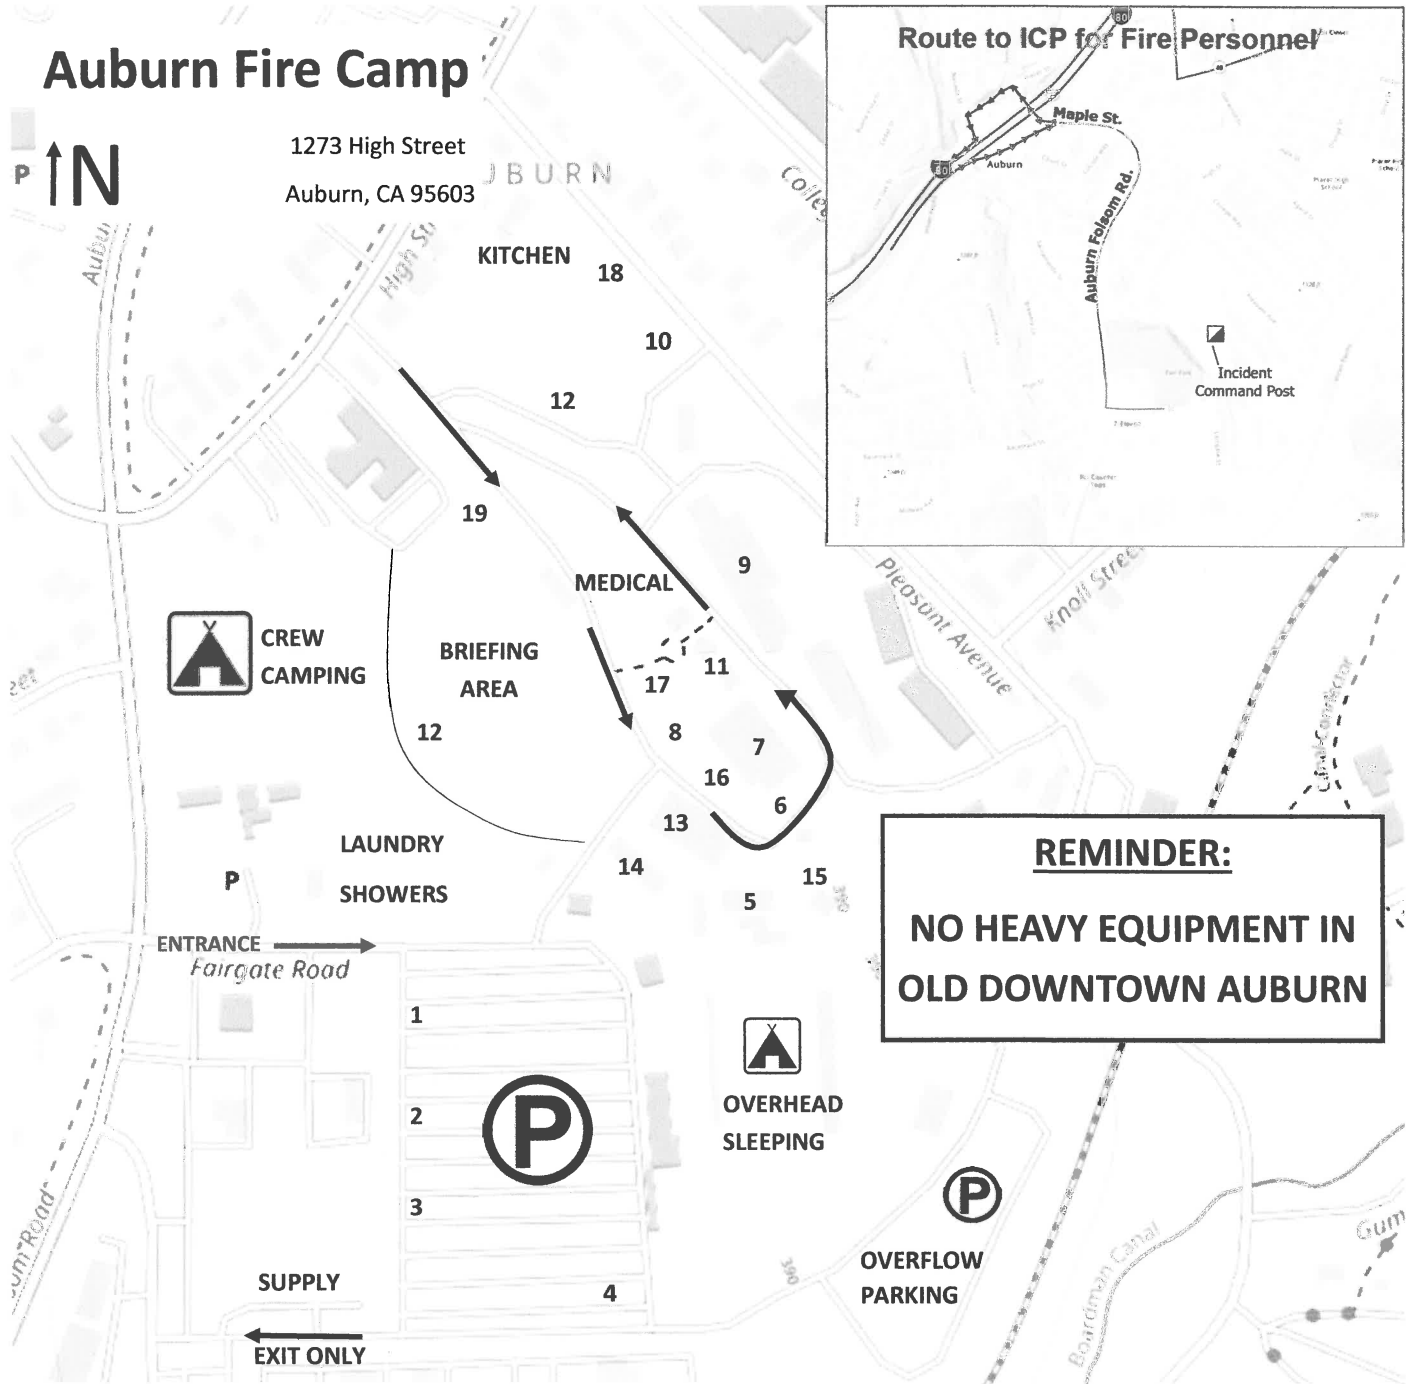 Auburn Fire Camp
1273 High Street
Auburn, CA 95603
P
N
KITCHEN
18
High St
10
12
19
9
MEDICAL
Pleasant Avenue
CREW
CAMPING
BRIEFING
AREA
11
17
12
8
7
16
6
13
LAUNDRY
SHOWERS
14
15
P
5
390
ENTRANCE
Fairgate Road
1
OVERHEAD
SLEEPING
2
P
3
P
OVERFLOW
PARKING
390
Boardman Canal
SUPPLY
4
EXIT ONLY
Route to ICP for Fire Personnel
80
Maple St.
80
Auburn
Auburn Folsom Rd.
Incident
Command Post
REMINDER:
NO HEAVY EQUIPMENT IN
OLD DOWNTOWN AUBURN